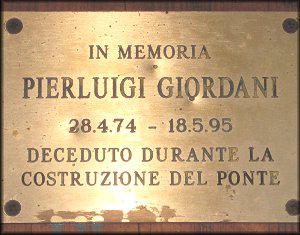 IN MEMORIA
PIERLUIGI GIORDANI
28.4.74 - 18.5.95
DECEDUTO DURANTE LA
COSTRUZIONE DEL PONTE